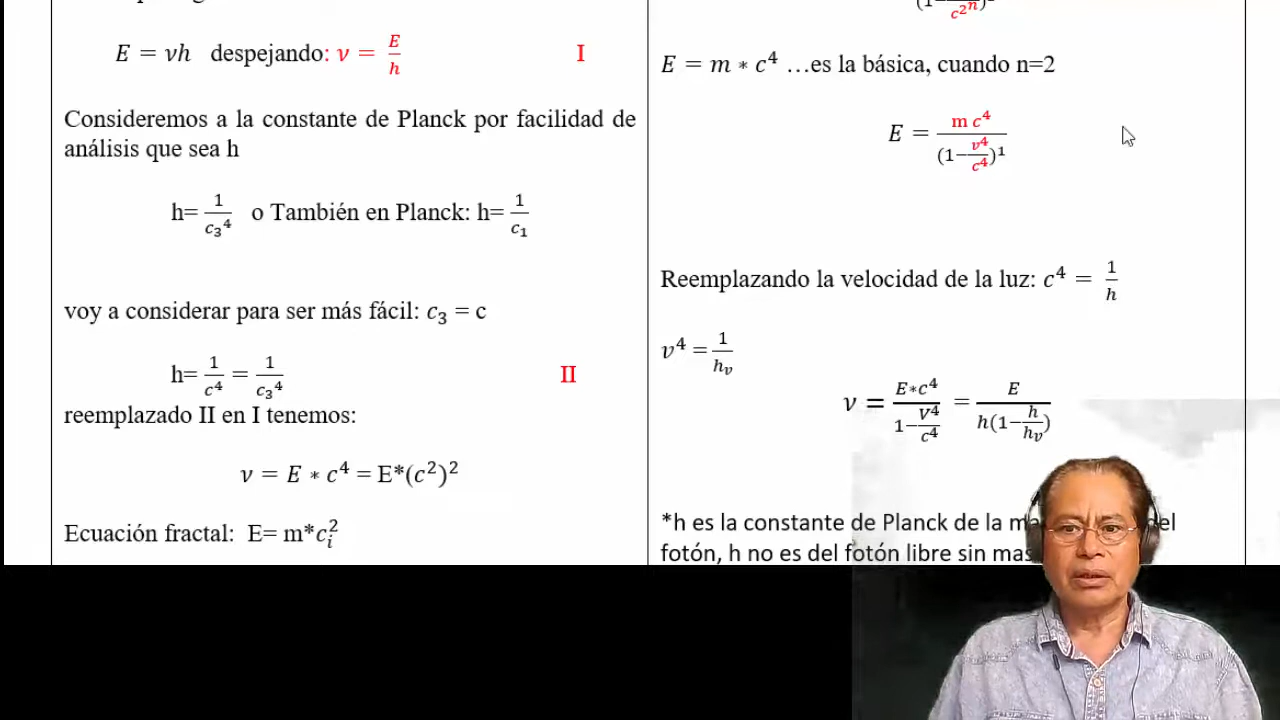 E = νh despejando: ν = E/h I
Consideremos a la constante de Planck por facilidad de
análisis que sea h
h= 1/c₃⁴ o También en Planck: h= 1/c₁
voy a considerar para ser más fácil: c₃ = c
h= 1/c⁴ = 1/c₃⁴ II
reemplazado II en I tenemos:
ν = E ∗ c⁴ = E*(c²)²
Ecuación fractal: E= m*cᵢ²
E = m ∗ c⁴ …es la básica, cuando n=2
E = m c⁴/(1−v⁴/c⁴)¹
Reemplazando la velocidad de la luz: c⁴ = 1/h
v⁴ = 1/hᵥ
ν = E∗c⁴/(1−V⁴/c⁴) = E/(h(1−h/hᵥ))
*h es la constante de Planck de la
fotón, h no es del fotón libre sin